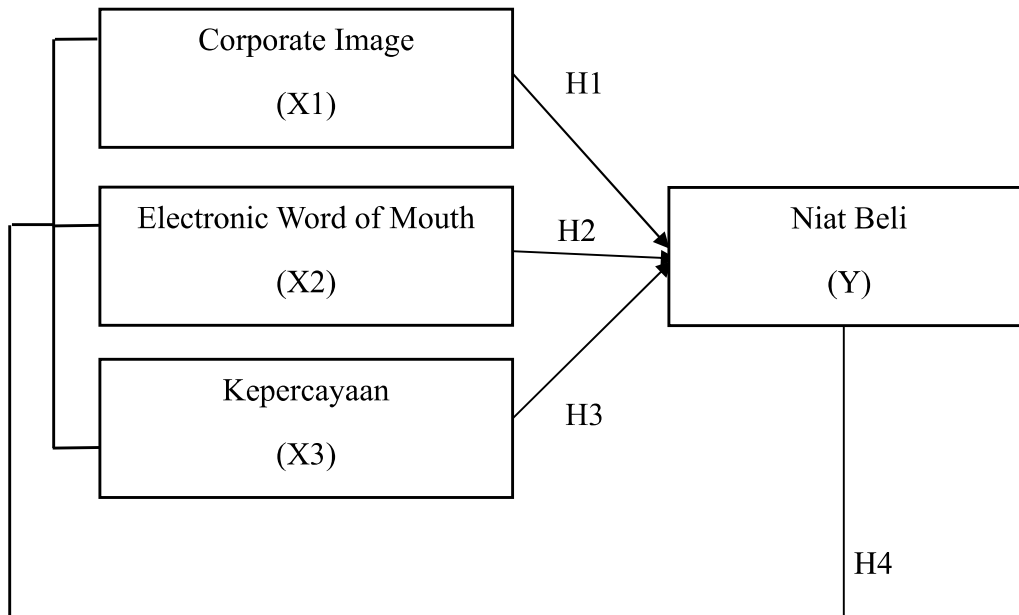 Corporate Image
(X1)
H1
Electronic Word of Mouth
(X2)
H2
Niat Beli
(Y)
Kepercayaan
(X3)
H3
H4